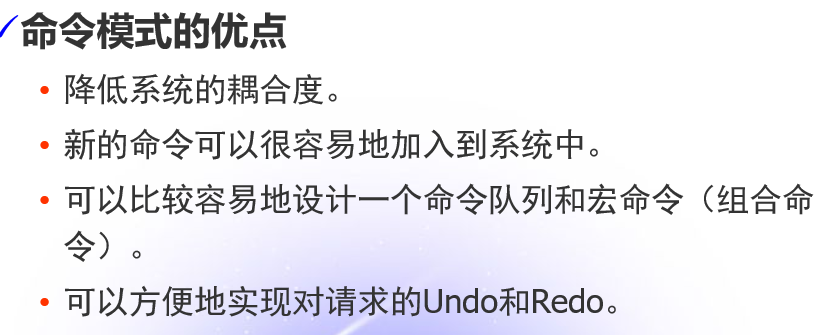 ✓命令模式的优点
• 降低系统的耦合度。
• 新的命令可以很容易地加入到系统中。
• 可以比较容易地设计一个命令队列和宏命令（组合命
令）。
• 可以方便地实现对请求的Undo和Redo。